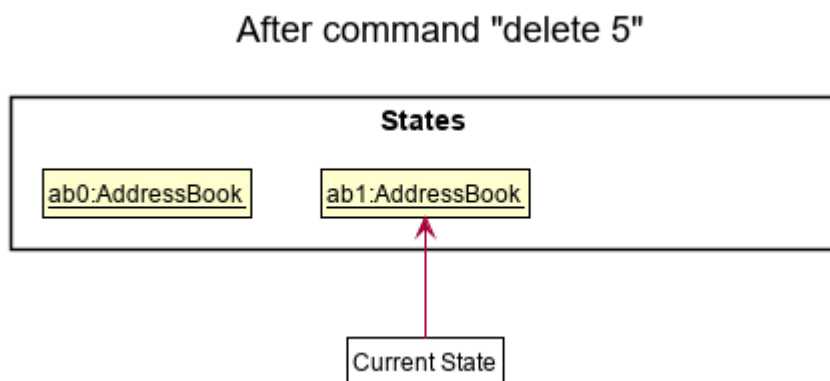 After command "delete 5"
States
ab0:AddressBook
ab1:AddressBook
Current State